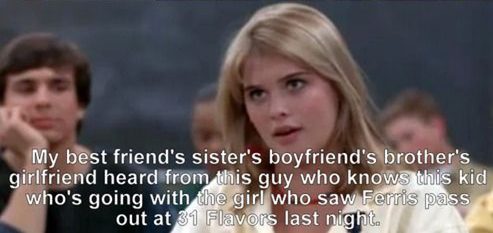 My best friend's sister's boyfriend's brother's
girlfriend heard from this guy who knows this kid
who's going with the girl who saw Ferris pass
out at 31 Flavors last night.